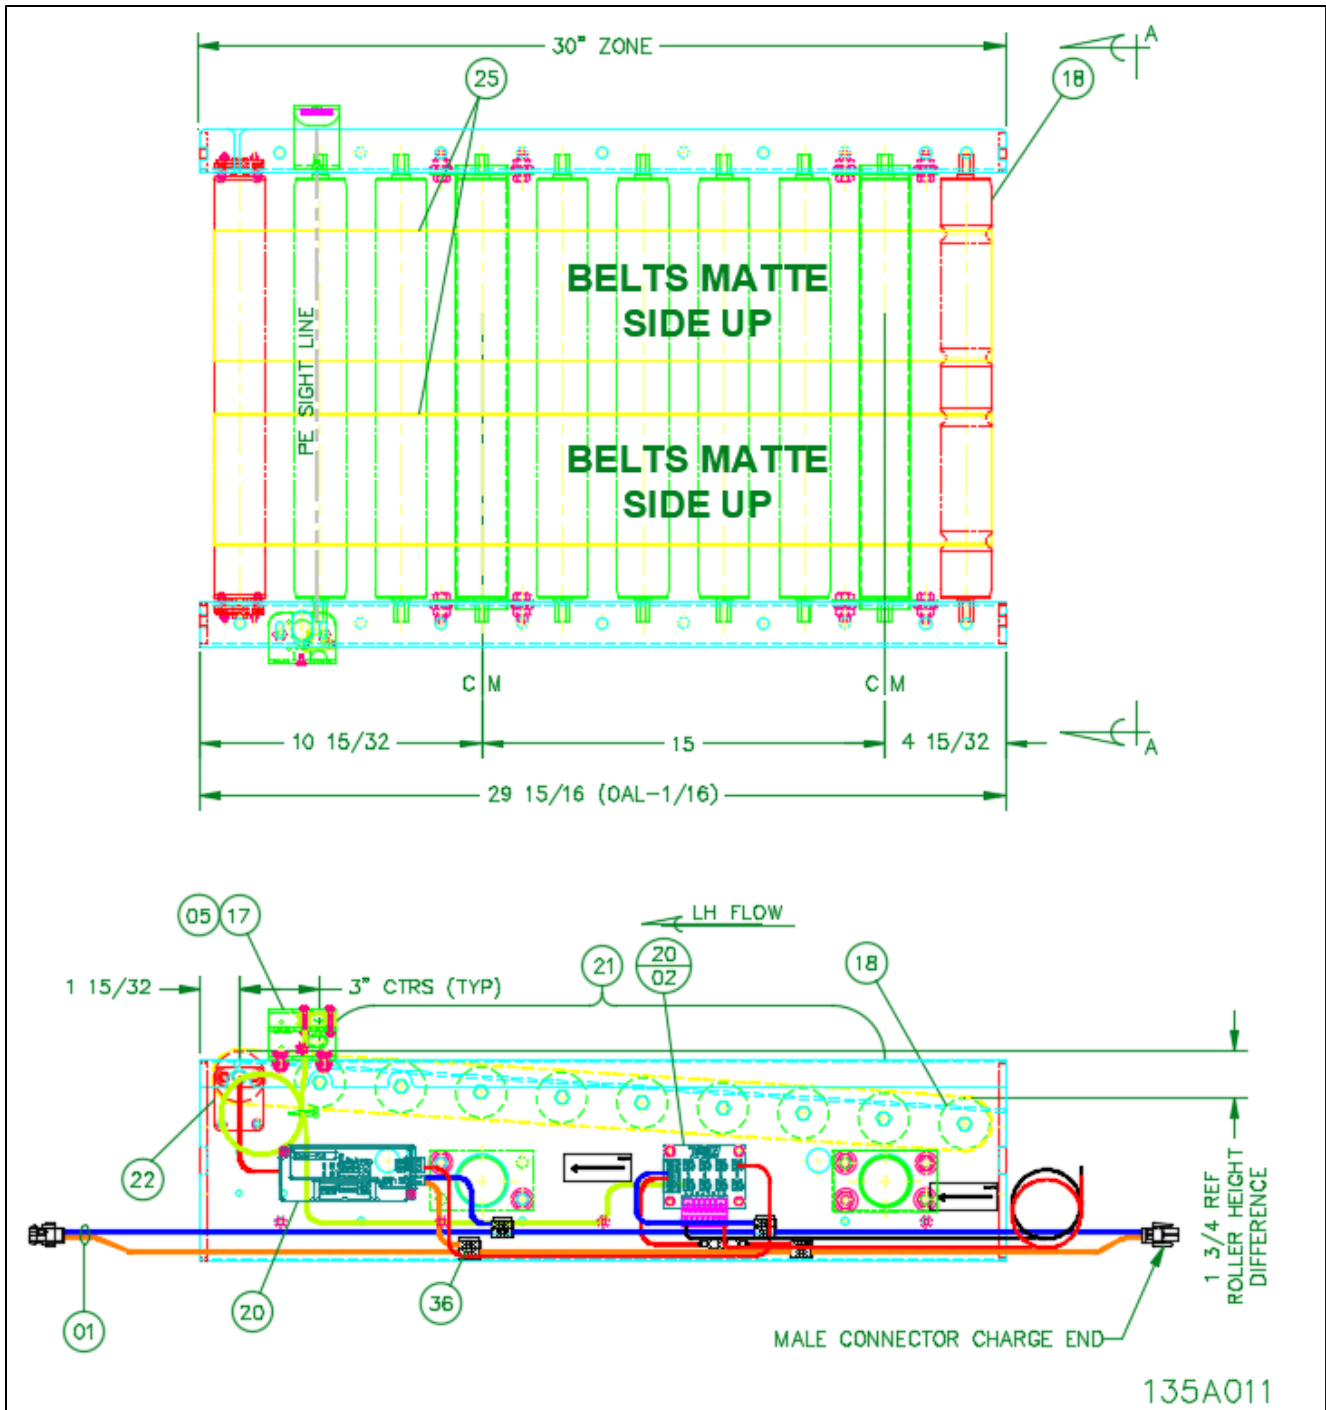 30" ZONE
A
25
18
BELTS MATTE
SIDE UP
PE SIGHT LINE
BELTS MATTE
SIDE UP
C M
C M
10 15/32
15
4 15/32
A
29 15/16 (OAL-1/16)
05
17
LH FLOW
20
02
21
18
1 15/32
3" CTRS (TYP)
22
1 3/4 REF
ROLLER HEIGHT
DIFFERENCE
20
36
01
MALE CONNECTOR CHARGE END
135A011